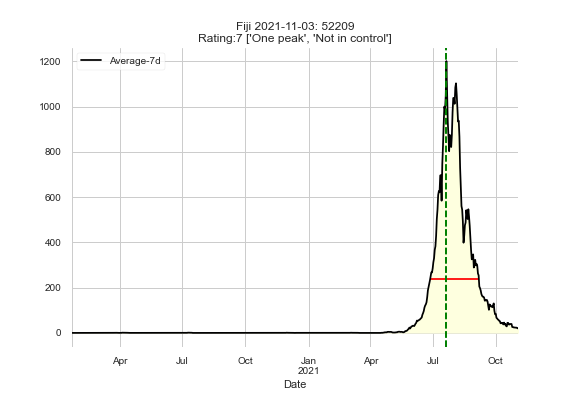 Fiji 2021-11-03: 52209
Rating:7 ['One peak', 'Not in control']
Average-7d
1200
1000
800
600
400
200
0
Apr
Jul
Oct
Jan
2021
Apr
Jul
Oct
Date